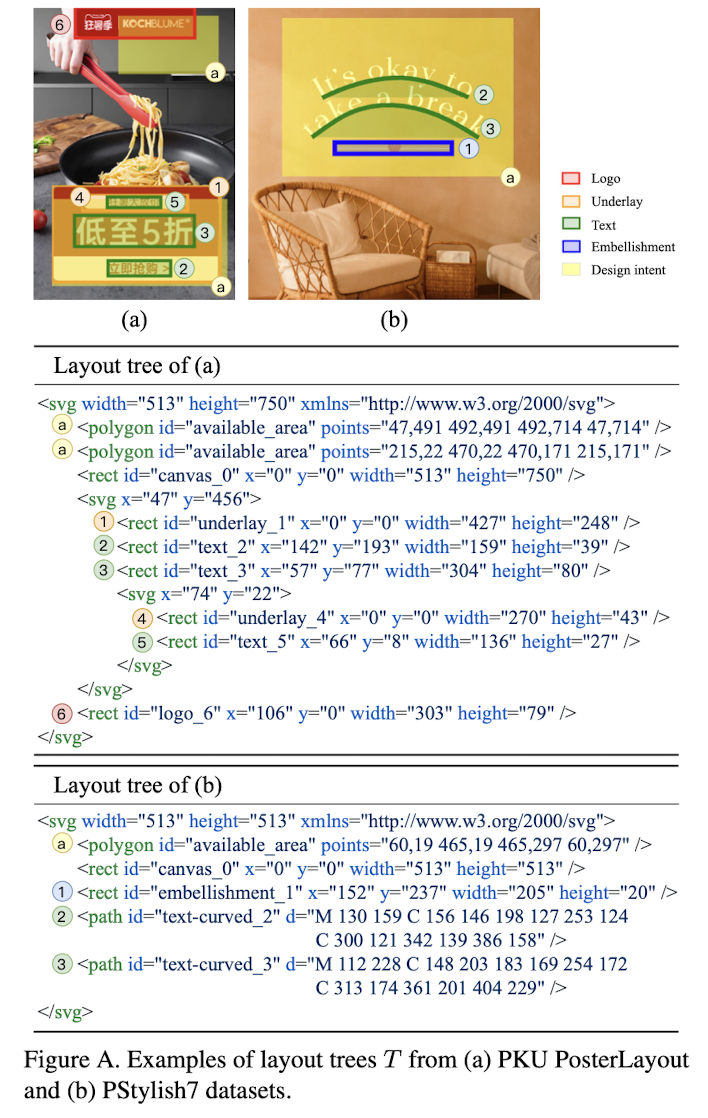 6
狂暑季
KOCHBLUME
a
It's okay to
take a break
2
3
1
a
1
4
5
低至5折
3
立即抢购 >
2
a
Logo
Underlay
Text
Embellishment
Design intent
(a)
(b)
Layout tree of (a)
<svg width="513" height="750" xmlns="http://www.w3.org/2000/svg">
a <polygon id="available_area" points="47,491 492,491 492,714 47,714" />
a <polygon id="available_area" points="215,22 470,22 470,171 215,171" />
<rect id="canvas_0" x="0" y="0" width="513" height="750" />
<svg x="47" y="456">
1 <rect id="underlay_1" x="0" y="0" width="427" height="248" />
2 <rect id="text_2" x="142" y="193" width="159" height="39" />
3 <rect id="text_3" x="57" y="77" width="304" height="80" />
<svg x="74" y="22">
4 <rect id="underlay_4" x="0" y="0" width="270" height="43" />
5 <rect id="text_5" x="66" y="8" width="136" height="27" />
</svg>
</svg>
6 <rect id="logo_6" x="106" y="0" width="303" height="79" />
</svg>
Layout tree of (b)
<svg width="513" height="513" xmlns="http://www.w3.org/2000/svg">
a <polygon id="available_area" points="60,19 465,19 465,297 60,297" />
<rect id="canvas_0" x="0" y="0" width="513" height="513" />
1 <rect id="embellishment_1" x="152" y="237" width="205" height="20" />
2 <path id="text-curved_2" d="M 130 159 C 156 146 198 127 253 124
C 300 121 342 139 386 158" />
3 <path id="text-curved_3" d="M 112 228 C 148 203 183 169 254 172
C 313 174 361 201 404 229" />
</svg>
Figure A. Examples of layout trees T from (a) PKU PosterLayout
and (b) PStylish7 datasets.